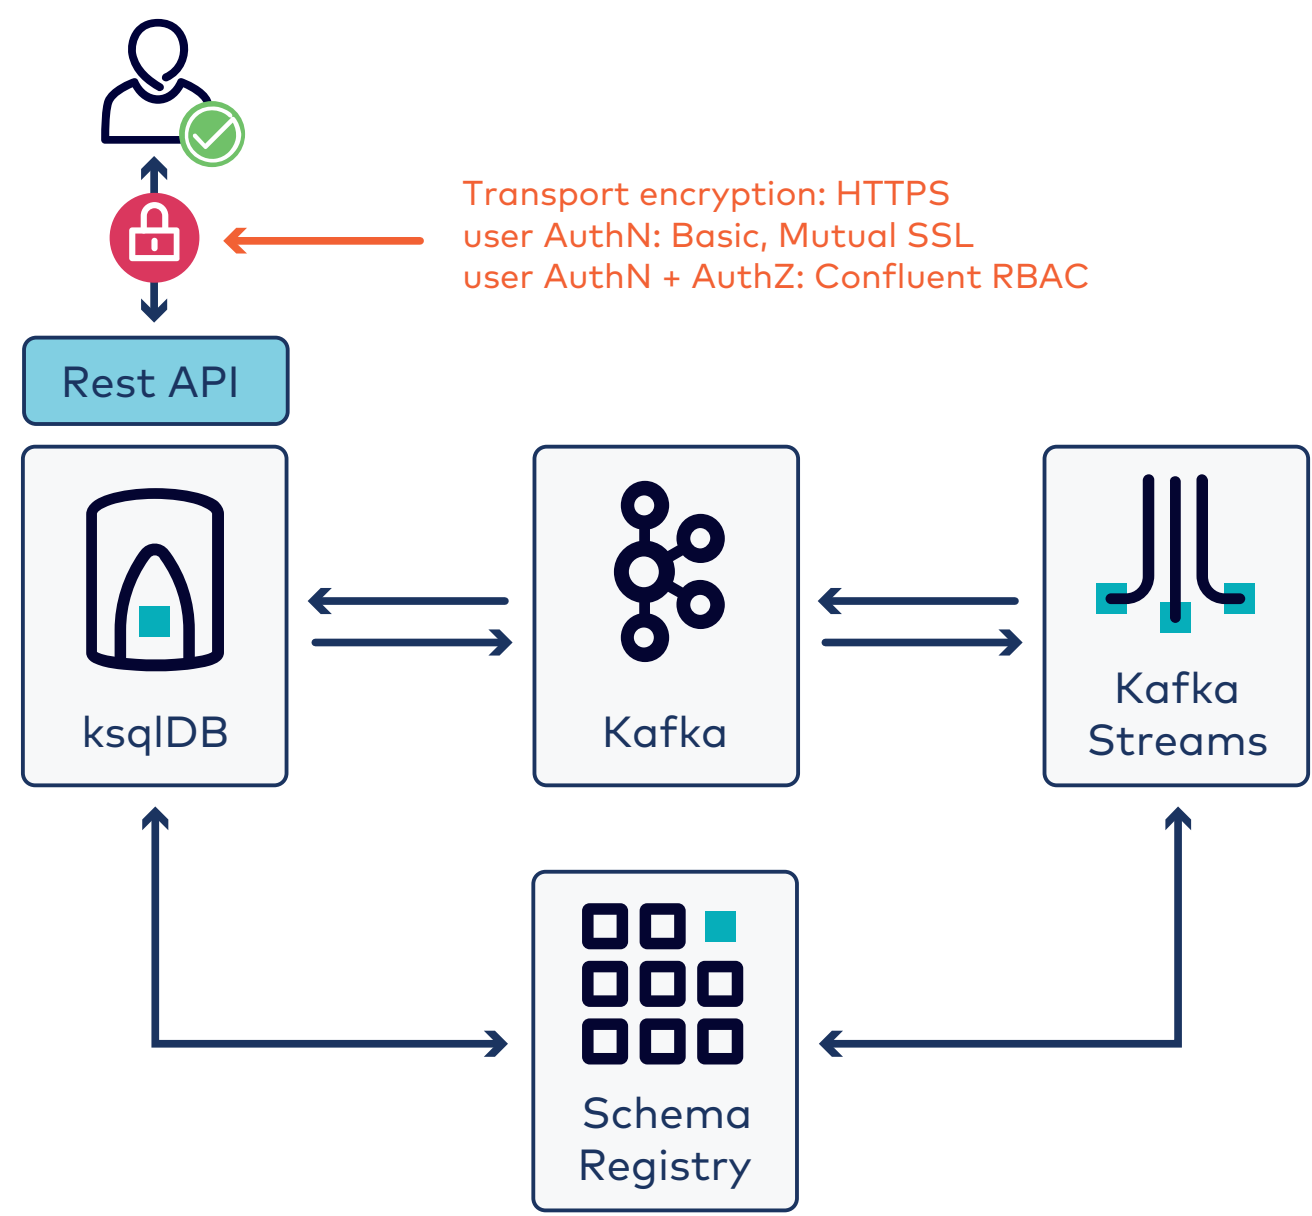 Transport encryption: HTTPS
user AuthN: Basic, Mutual SSL
user AuthN + AuthZ: Confluent RBAC
Rest API
ksqlDB
Kafka
Kafka
Streams
Schema
Registry